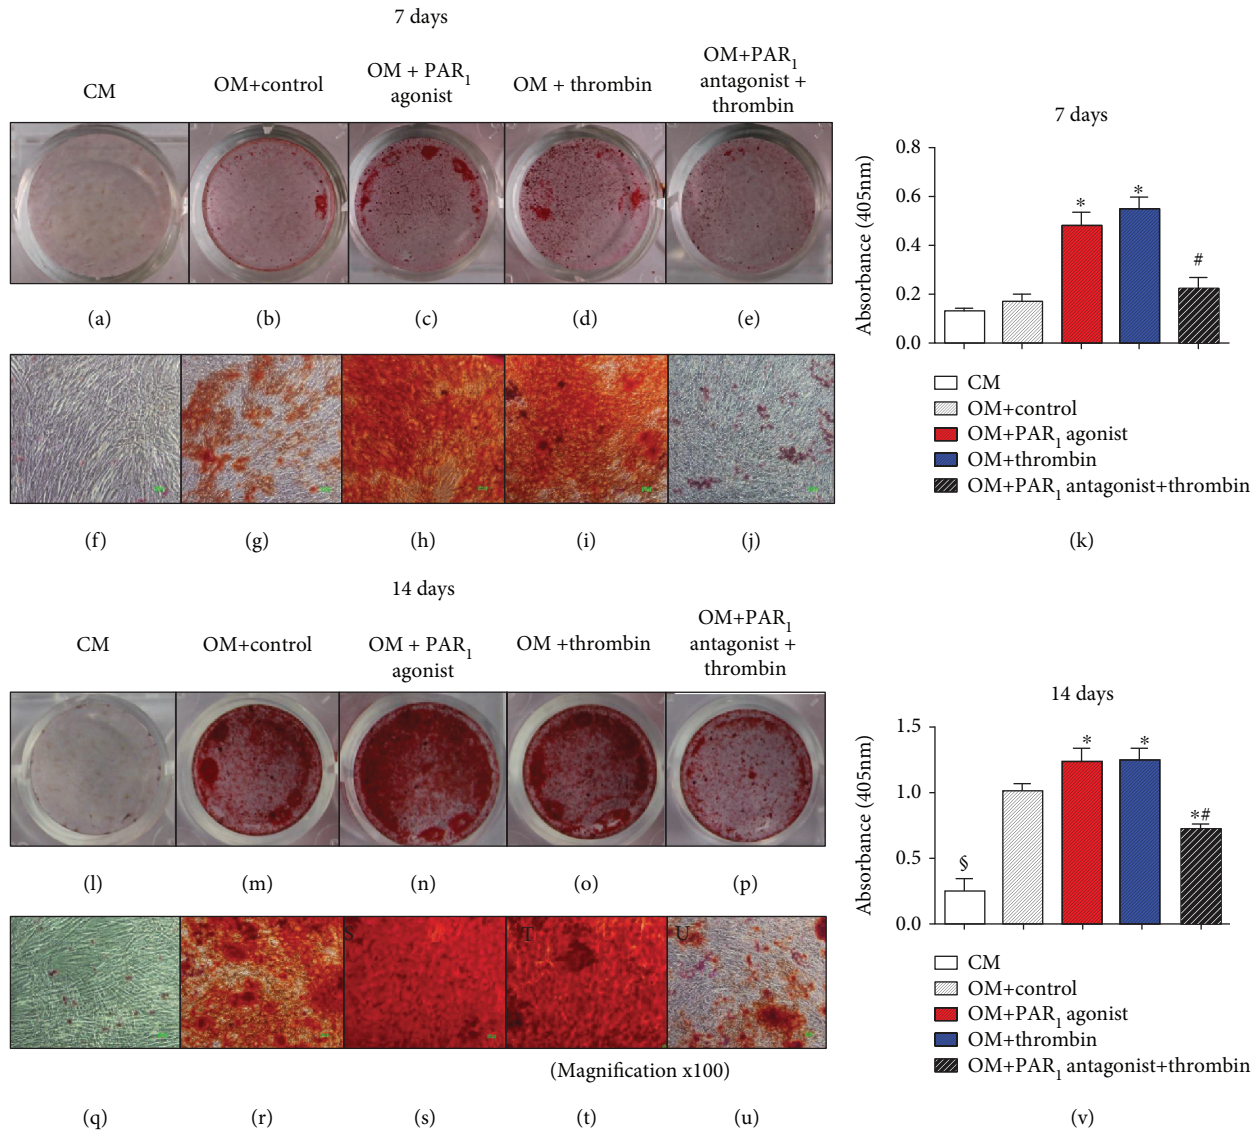 7 days
CM
OM+control
OM + PAR1
agonist
OM + thrombin
OM+PAR1
antagonist +
thrombin
(a)
(b)
(c)
(d)
(e)
(f)
(g)
(h)
(i)
(j)
7 days
Absorbance (405nm)
0.8
0.6
0.4
0.2
0.0
*
*
#
CM
OM+control
OM+PAR1 agonist
OM+thrombin
OM+PAR1 antagonist+thrombin
(k)
14 days
CM
OM+control
OM + PAR1
agonist
OM +thrombin
OM+PAR1
antagonist +
thrombin
(l)
(m)
(n)
(o)
(p)
S
T
U
(Magnification x100)
(q)
(r)
(s)
(t)
(u)
14 days
Absorbance (405nm)
1.5
1.0
0.5
0.0
§
*
*
*#
CM
OM+control
OM+PAR1 agonist
OM+thrombin
OM+PAR1 antagonist+thrombin
(v)